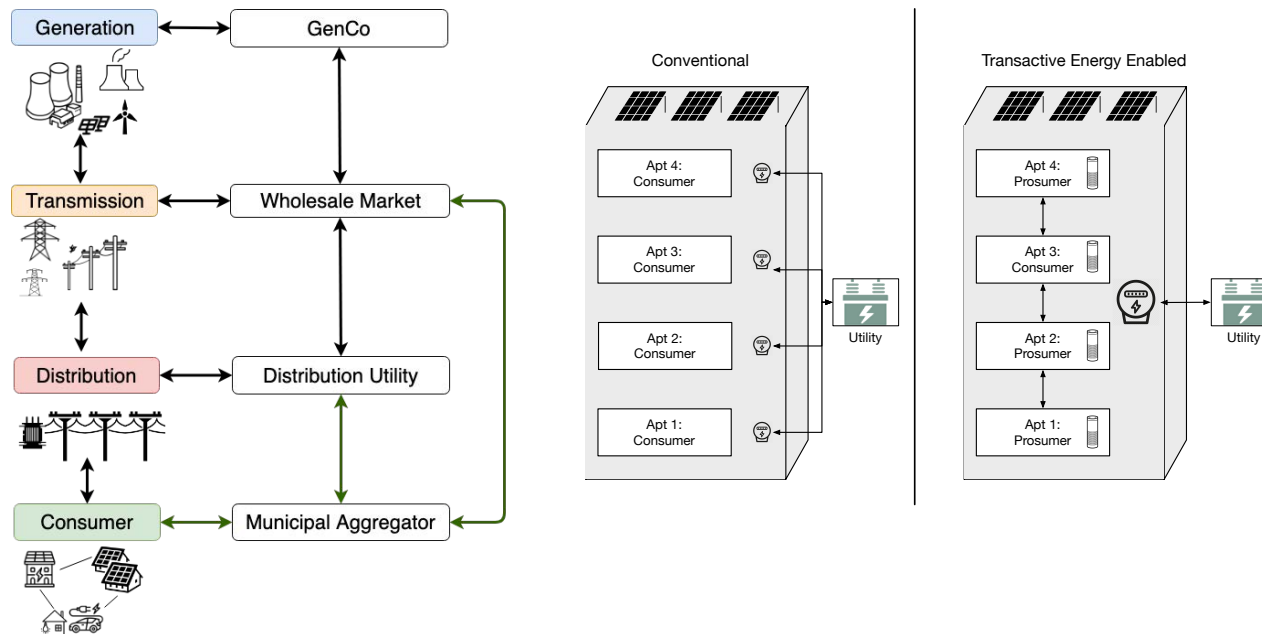 Generation
GenCo
Transmission
Wholesale Market
Distribution
Distribution Utility
Consumer
Municipal Aggregator
Conventional
Apt 4:
Consumer
Apt 3:
Consumer
Apt 2:
Consumer
Apt 1:
Consumer
Utility
Transactive Energy Enabled
Apt 4:
Prosumer
Apt 3:
Consumer
Apt 2:
Prosumer
Apt 1:
Prosumer
Utility